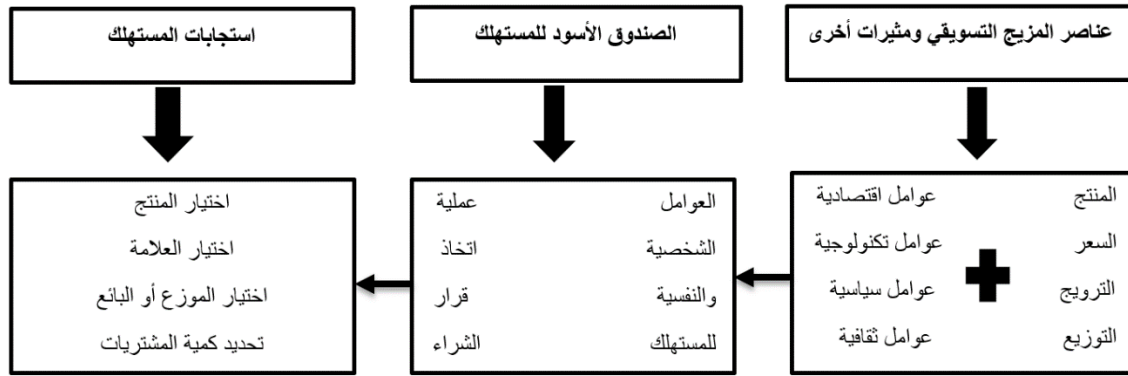 عناصر المزيج التسويقي ومثيرات أخرى
الصندوق الأسود للمستهلك
استجابات المستهلك
المنتج
السعر
الترويج
التوزيع
عوامل اقتصادية
عوامل تكنولوجية
عوامل سياسية
عوامل ثقافية
العوامل
الشخصية
والنفسية
للمستهلك
عملية
اتخاذ
قرار
الشراء
اختيار المنتج
اختيار العلامة
اختيار الموزع أو البائع
تحديد كمية المشتريات